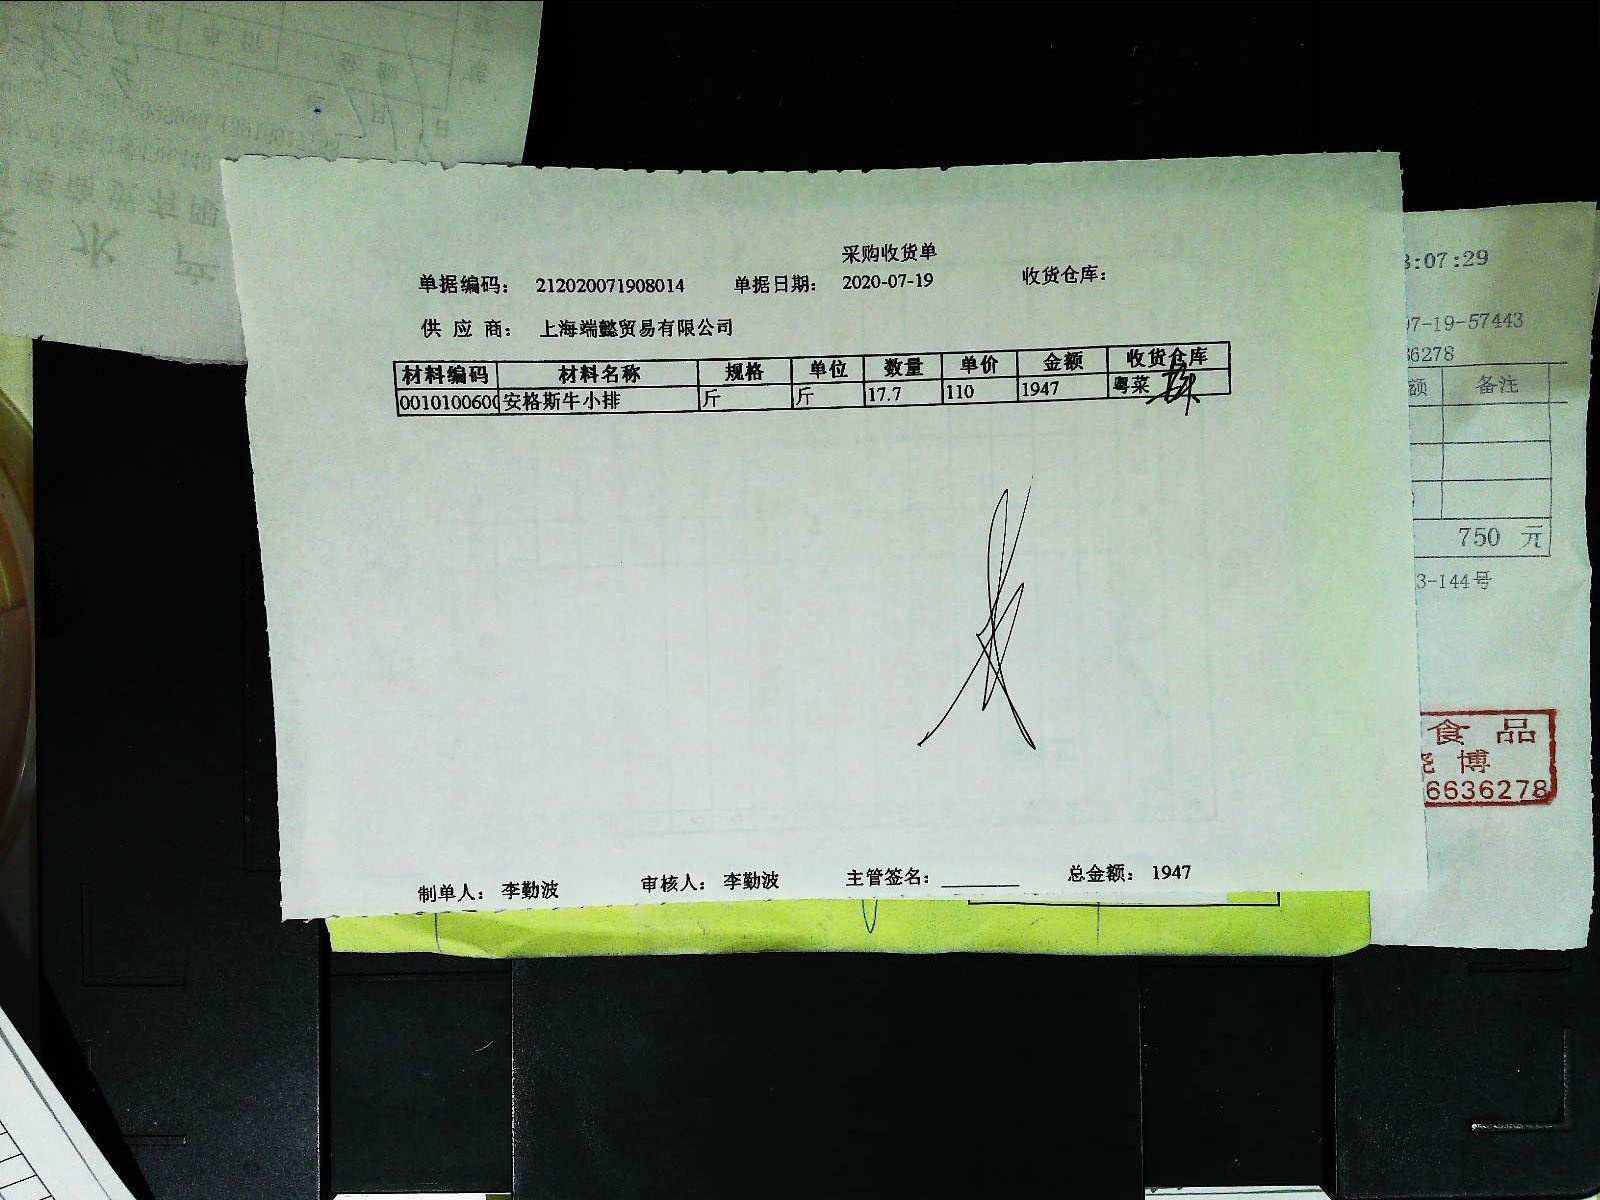 采购收货单
单据编码： 212020071908014 单据日期： 2020-07-19 收货仓库：
供 应 商： 上海端懿贸易有限公司
材料编码 材料名称 规格 单位 数量 单价 金额 收货仓库
0010100600 安格斯牛小排 斤 斤 17.7 110 1947 粤菜
制单人： 李勤波 审核人： 李勤波 主管签名： 总金额： 1947
:07:29
07-19-57443
36278
额 备注
750 元
3-144号
食 品
博
6636278